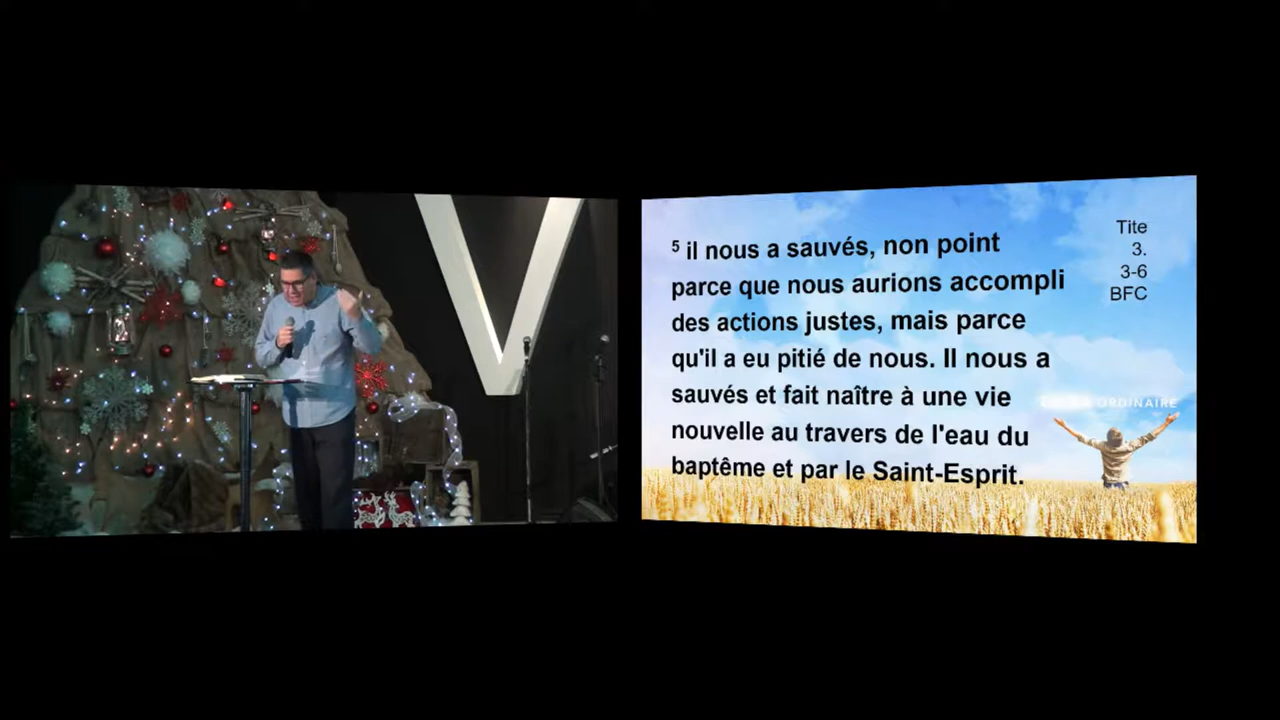 V
⁵ il nous a sauvés, non point
parce que nous aurions accompli
des actions justes, mais parce
qu'il a eu pitié de nous. Il nous a
sauvés et fait naître à une vie
nouvelle au travers de l'eau du
baptême et par le Saint-Esprit.
Tite
3.
3-6
BFC
ORDINAIRE